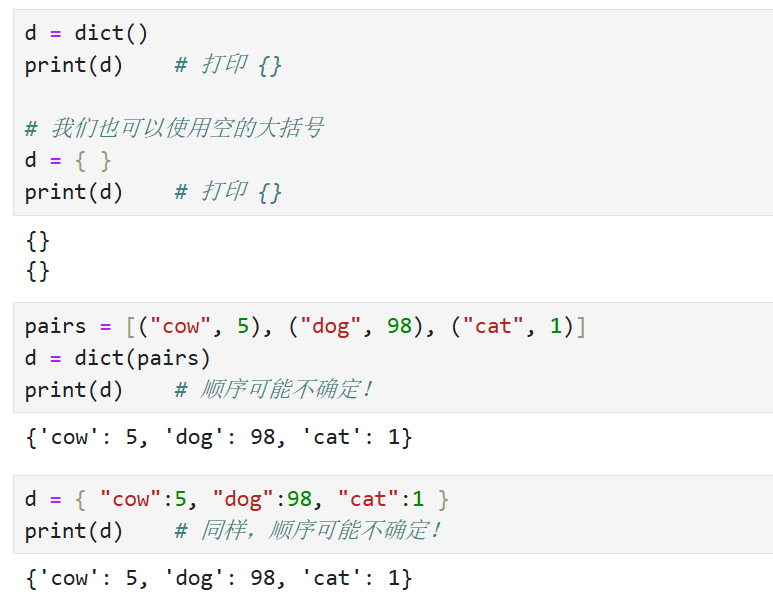 d = dict()
print(d)    # 打印 {}
# 我们也可以使用空的大括号
d = { }
print(d)    # 打印 {}
{}
{}
pairs = [("cow", 5), ("dog", 98), ("cat", 1)]
d = dict(pairs)
print(d)    # 顺序可能不确定！
{'cow': 5, 'dog': 98, 'cat': 1}
d = { "cow":5, "dog":98, "cat":1 }
print(d)    # 同样，顺序可能不确定！
{'cow': 5, 'dog': 98, 'cat': 1}